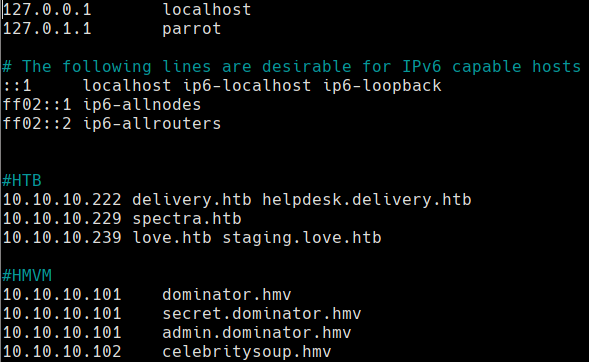 127.0.0.1 localhost
127.0.1.1 parrot
# The following lines are desirable for IPv6 capable hosts
::1 localhost ip6-localhost ip6-loopback
ff02::1 ip6-allnodes
ff02::2 ip6-allrouters
#HTB
10.10.10.222 delivery.htb helpdesk.delivery.htb
10.10.10.229 spectra.htb
10.10.10.239 love.htb staging.love.htb
#HMVM
10.10.10.101 dominator.hmv
10.10.10.101 secret.dominator.hmv
10.10.10.101 admin.dominator.hmv
10.10.10.102 celebritysoup.hmv